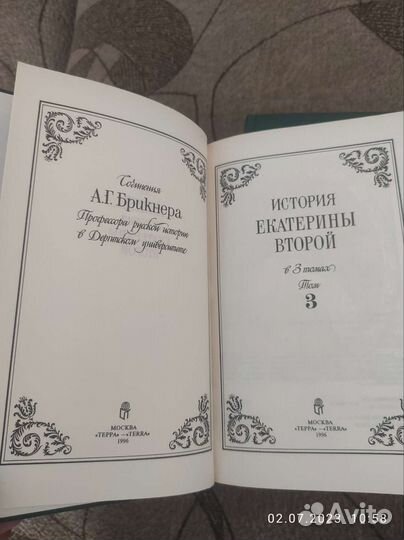 Сочинения
А.Г. Брикнера,
Профессора русской истории
в Дерптском университете
МОСКВА
«ТЕРРА» — «TERRA»
1996
ИСТОРИЯ
ЕКАТЕРИНЫ
ВТОРОЙ
в 3 томах
Том
3
МОСКВА
«ТЕРРА» — «TERRA»
1996
02.07.2023 10:58
Avito